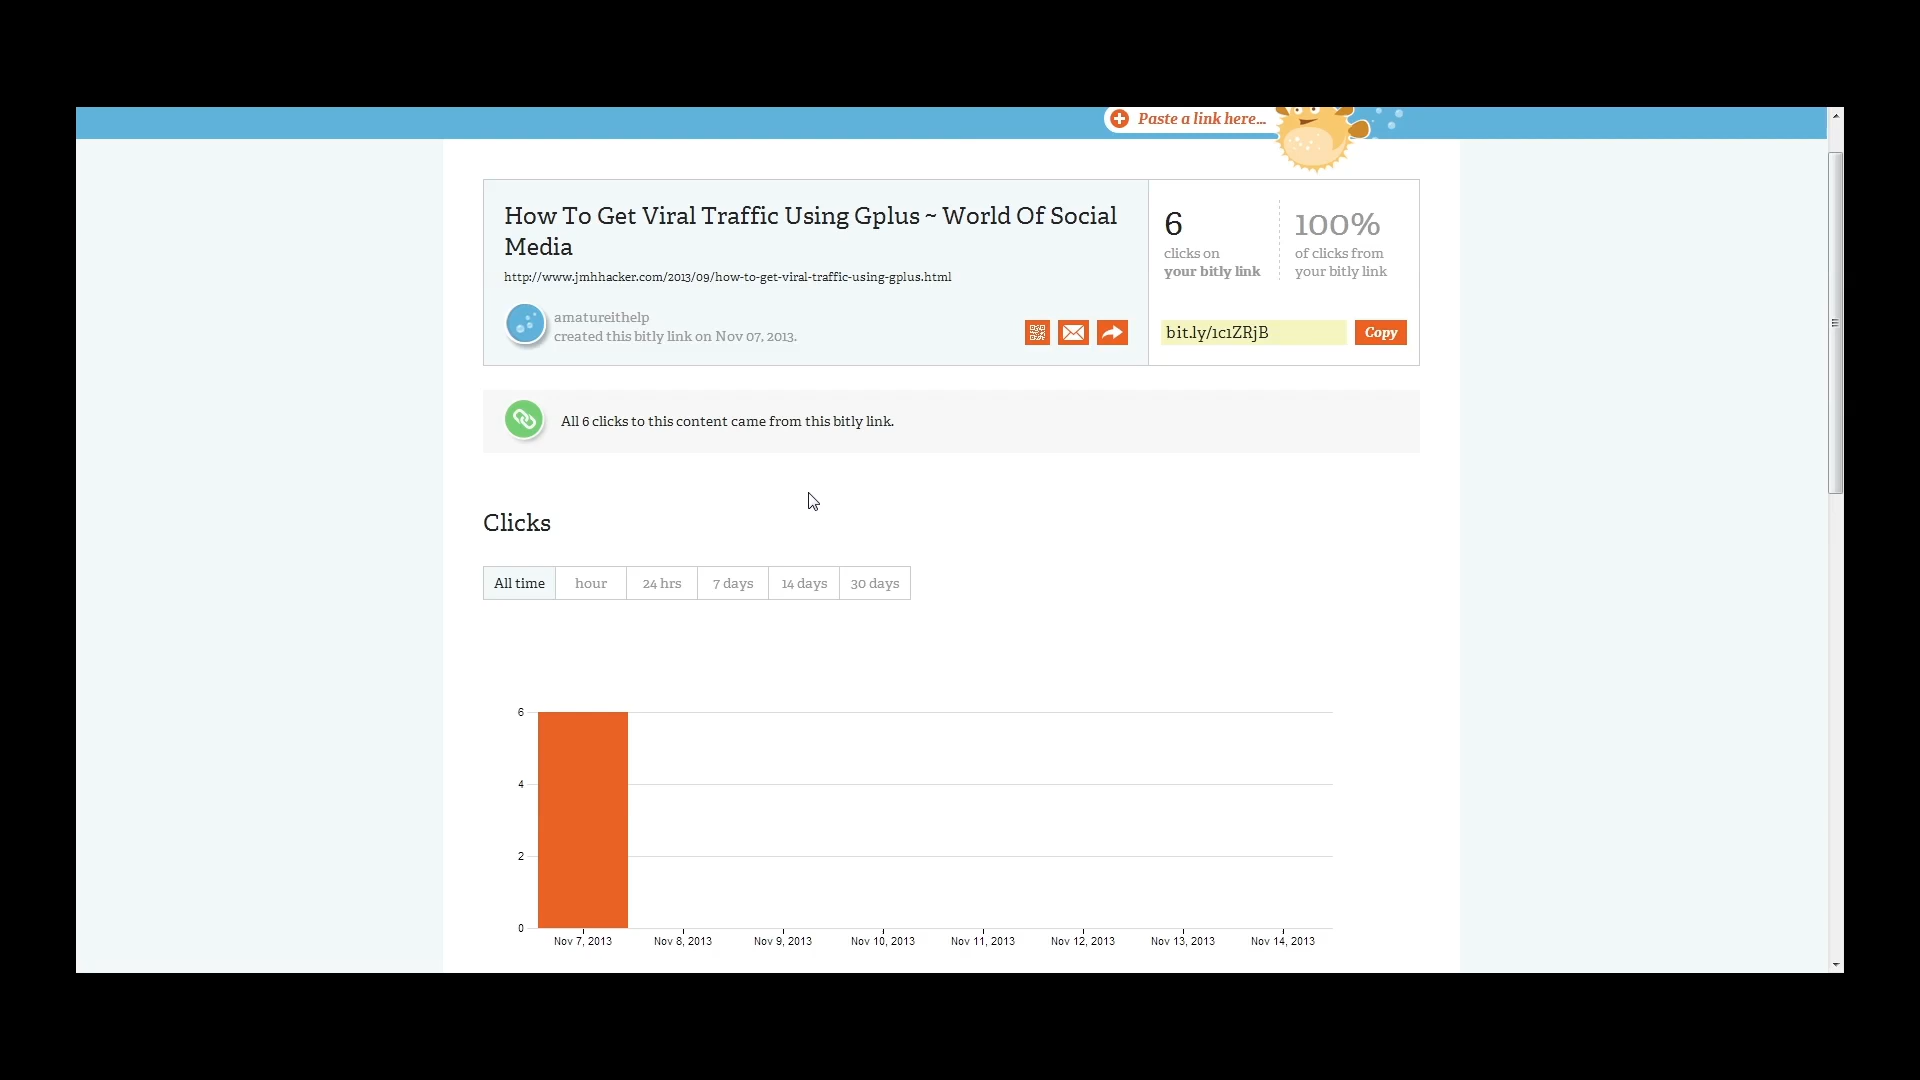 Paste a link here...
How To Get Viral Traffic Using Gplus ~ World Of Social
Media
http://www.jmhhacker.com/2013/09/how-to-get-viral-traffic-using-gplus.html
amatureithelp
created this bitly link on Nov 07, 2013.
6
clicks on
your bitly link
100%
of clicks from
your bitly link
bit.ly/1c1ZRjB
Copy
All 6 clicks to this content came from this bitly link.
Clicks
All time hour 24 hrs 7 days 14 days 30 days
6
4
2
0
Nov 7, 2013 Nov 8, 2013 Nov 9, 2013 Nov 10, 2013 Nov 11, 2013 Nov 12, 2013 Nov 13, 2013 Nov 14, 2013